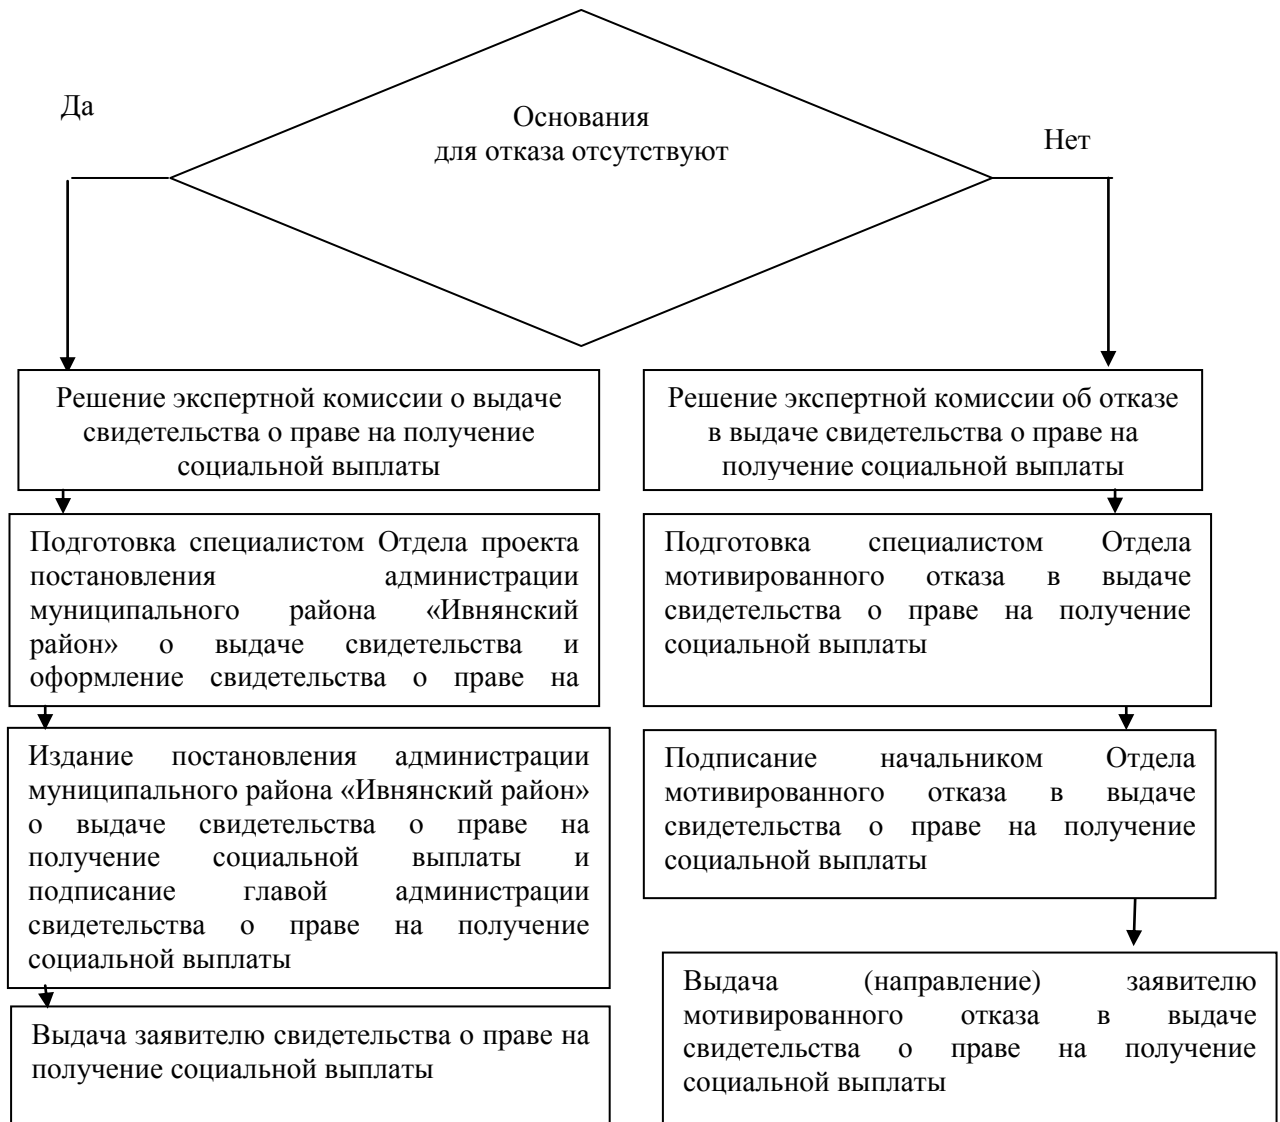 Да
Основания
для отказа отсутствуют
Нет
Решение экспертной комиссии о выдаче
свидетельства о праве на получение
социальной выплаты
Решение экспертной комиссии об отказе
в выдаче свидетельства о праве на
получение социальной выплаты
Подготовка специалистом Отдела проекта
постановления администрации
муниципального района «Ивнянский
район» о выдаче свидетельства и
оформление свидетельства о праве на
Подготовка специалистом Отдела
мотивированного отказа в выдаче
свидетельства о праве на получение
социальной выплаты
Издание постановления администрации
муниципального района «Ивнянский район»
о выдаче свидетельства о праве на
получение социальной выплаты и
подписание главой администрации
свидетельства о праве на получение
социальной выплаты
Подписание начальником Отдела
мотивированного отказа в выдаче
свидетельства о праве на получение
социальной выплаты
Выдача заявителю свидетельства о праве на
получение социальной выплаты
Выдача (направление) заявителю
мотивированного отказа в выдаче
свидетельства о праве на получение
социальной выплаты